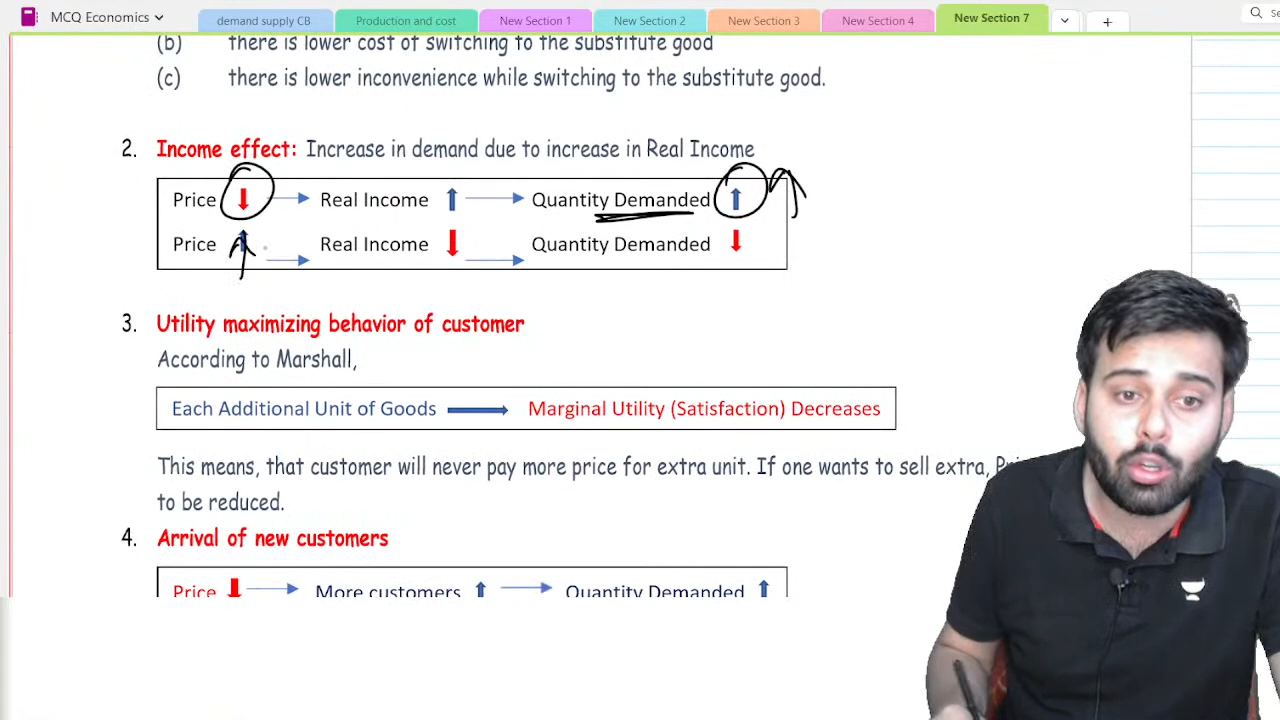 MCQ Economics
demand supply CB
Production and cost
New Section 1
New Section 2
New Section 3
New Section 4
New Section 7
(b) there is lower cost of switching to the substitute good
(c) there is lower inconvenience while switching to the substitute good.
2. Income effect: Increase in demand due to increase in Real Income
Price Real Income Quantity Demanded
Price Real Income Quantity Demanded
3. Utility maximizing behavior of customer
According to Marshall,
Each Additional Unit of Goods Marginal Utility (Satisfaction) Decreases
This means, that customer will never pay more price for extra unit. If one wants to sell extra,
to be reduced.
4. Arrival of new customers
Price More customers Quantity Demanded